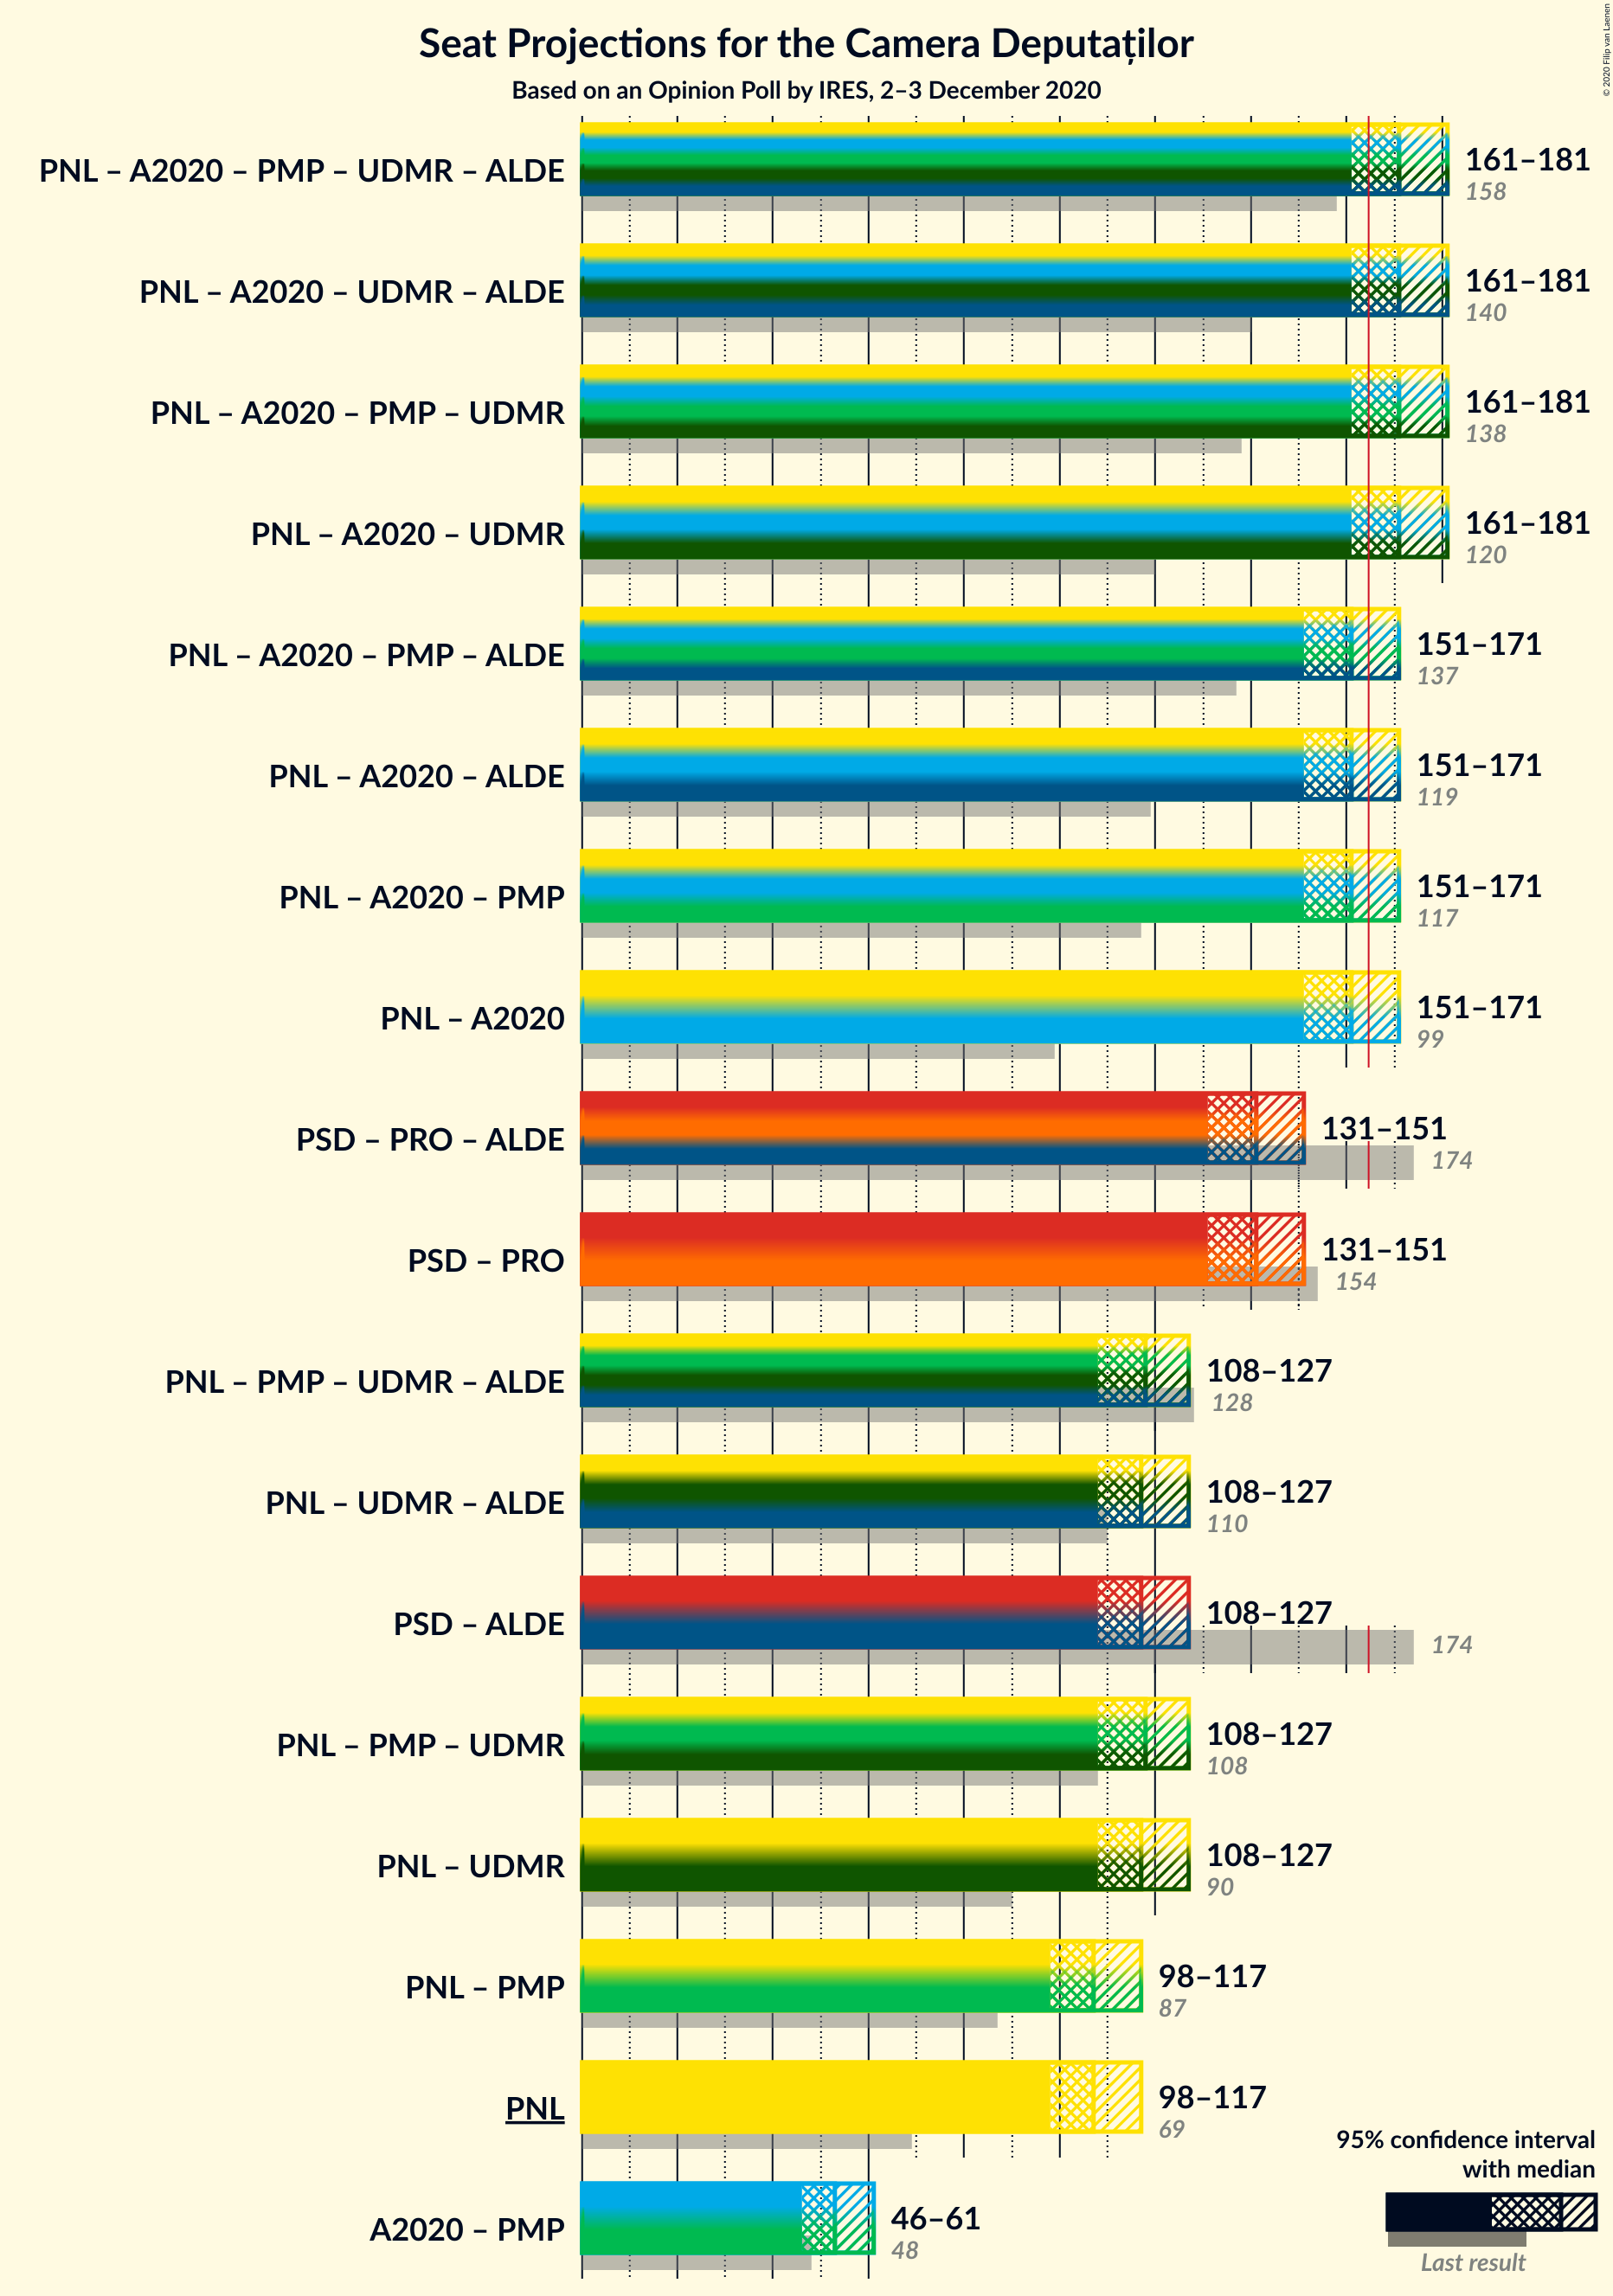 Seat Projections for the Camera Deputaților
Based on an Opinion Poll by IRES, 2–3 December 2020
© 2020 Filip van Laenen
PNL – A2020 – PMP – UDMR – ALDE
161–181
158
PNL – A2020 – UDMR – ALDE
161–181
140
PNL – A2020 – PMP – UDMR
161–181
138
PNL – A2020 – UDMR
161–181
120
PNL – A2020 – PMP – ALDE
151–171
137
PNL – A2020 – ALDE
151–171
119
PNL – A2020 – PMP
151–171
117
PNL – A2020
151–171
99
PSD – PRO – ALDE
131–151
174
PSD – PRO
131–151
154
PNL – PMP – UDMR – ALDE
108–127
128
PNL – UDMR – ALDE
108–127
110
PSD – ALDE
108–127
174
PNL – PMP – UDMR
108–127
108
PNL – UDMR
108–127
90
PNL – PMP
98–117
87
PNL
98–117
69
A2020 – PMP
46–61
48
95% confidence interval
with median
Last result